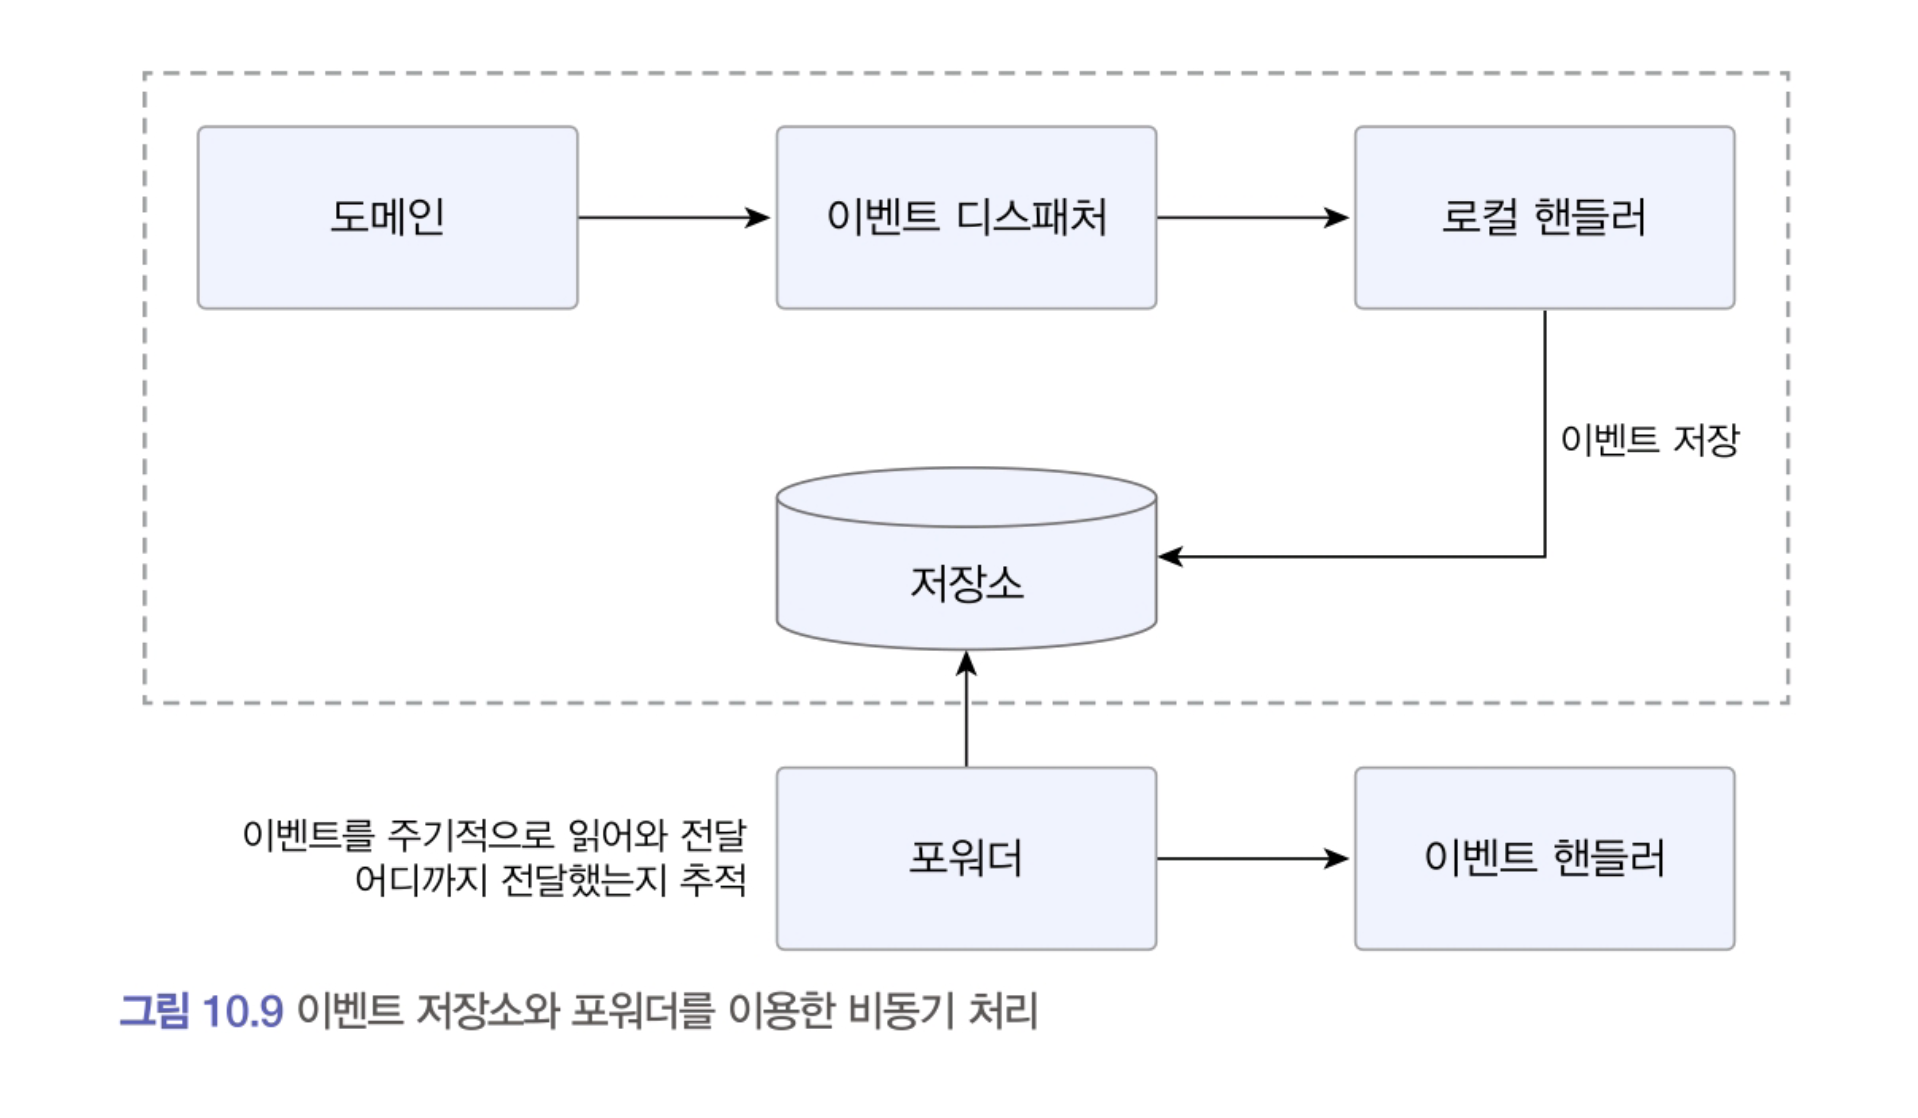 도메인
이벤트 디스패처
로컬 핸들러
이벤트 저장
저장소
이벤트를 주기적으로 읽어와 전달
어디까지 전달했는지 추적
포워더
이벤트 핸들러
그림 10.9 이벤트 저장소와 포워더를 이용한 비동기 처리